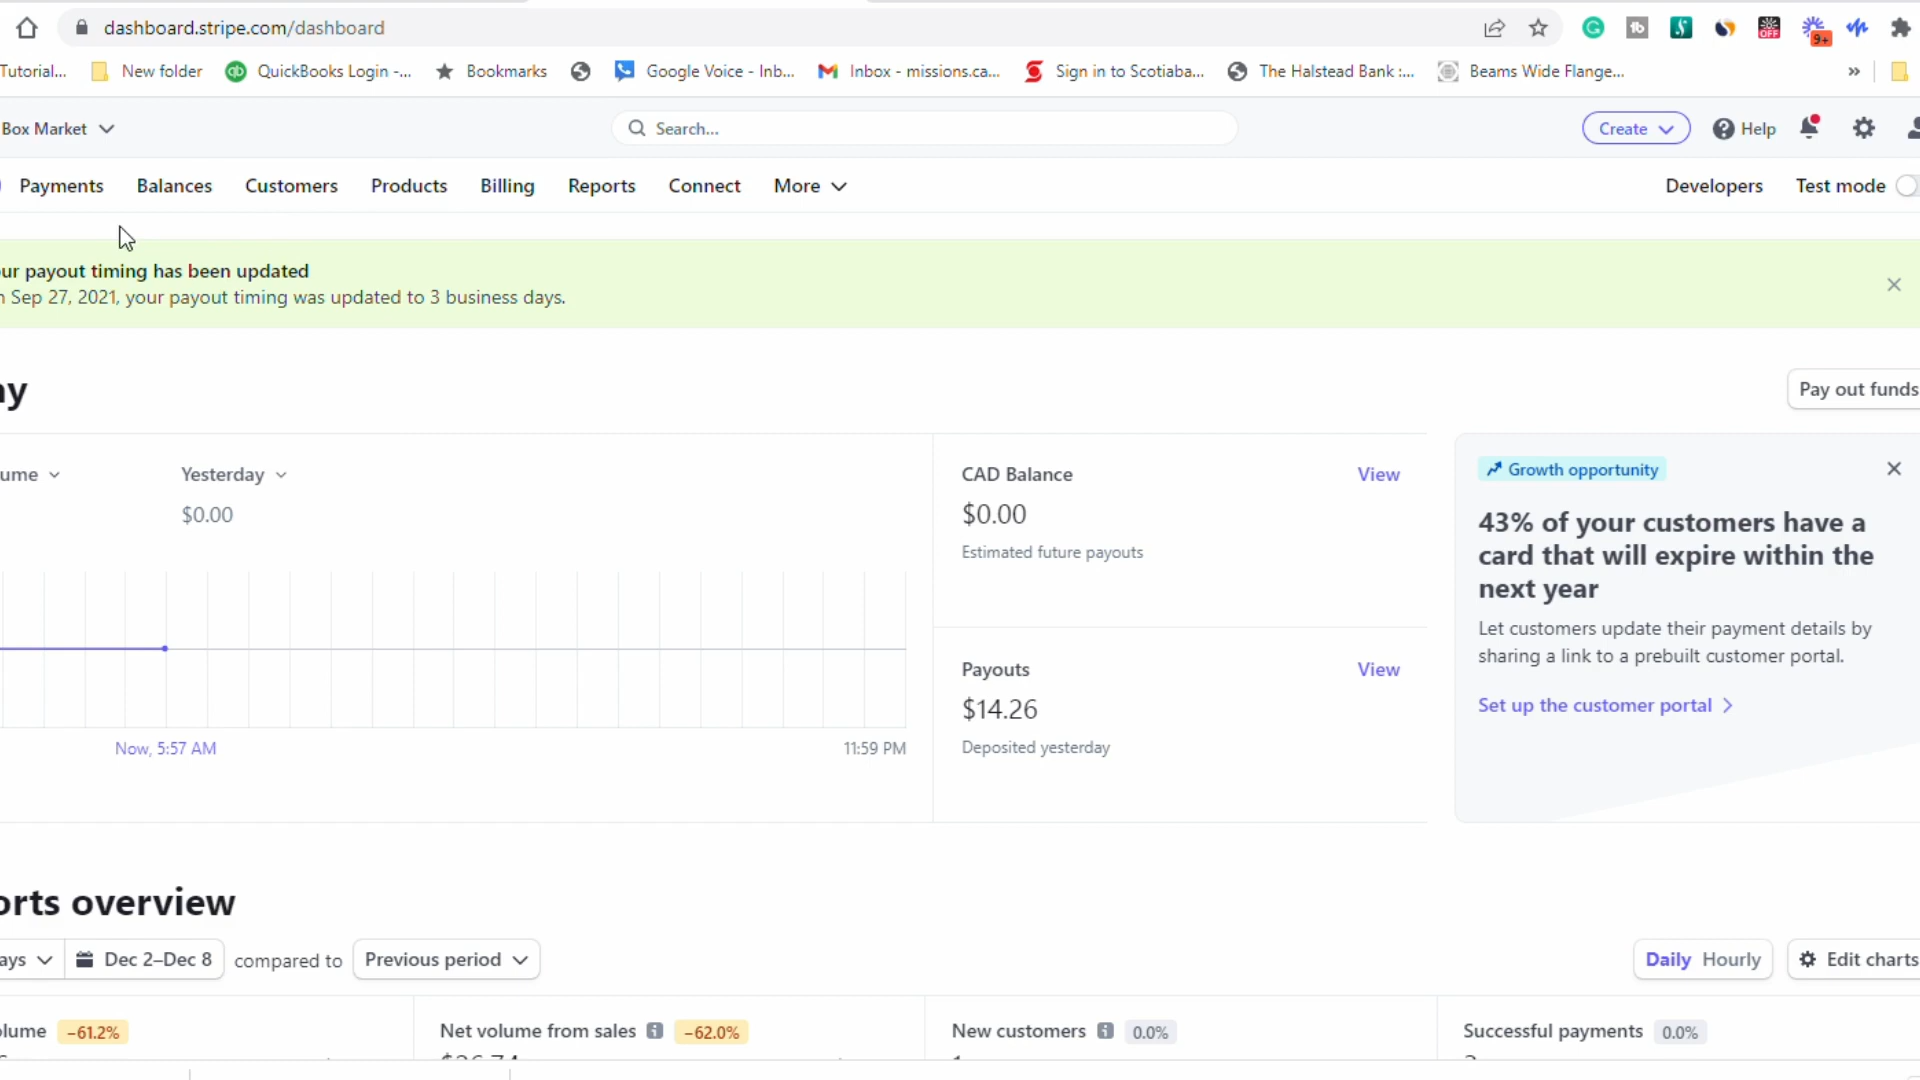 dashboard.stripe.com/dashboard
9+
OFF
Tutorial... New folder QuickBooks Login -... Bookmarks Google Voice - Inb... Inbox - missions.ca... Sign in to Scotiaba... The Halstead Bank :... Beams Wide Flange... »
Box Market Search... Create Help
Payments Balances Customers Products Billing Reports Connect More Developers Test mode
ur payout timing has been updated
n Sep 27, 2021, your payout timing was updated to 3 business days.
ay
Pay out funds
ume Yesterday
$0.00
Now, 5:57 AM 11:59 PM
CAD Balance View
$0.00
Estimated future payouts
Payouts View
$14.26
Deposited yesterday
Growth opportunity
43% of your customers have a
card that will expire within the
next year
Let customers update their payment details by
sharing a link to a prebuilt customer portal.
Set up the customer portal
orts overview
ays Dec 2–Dec 8 compared to Previous period Daily Hourly Edit charts
olume –61.2% Net volume from sales –62.0% New customers 0.0% Successful payments 0.0%